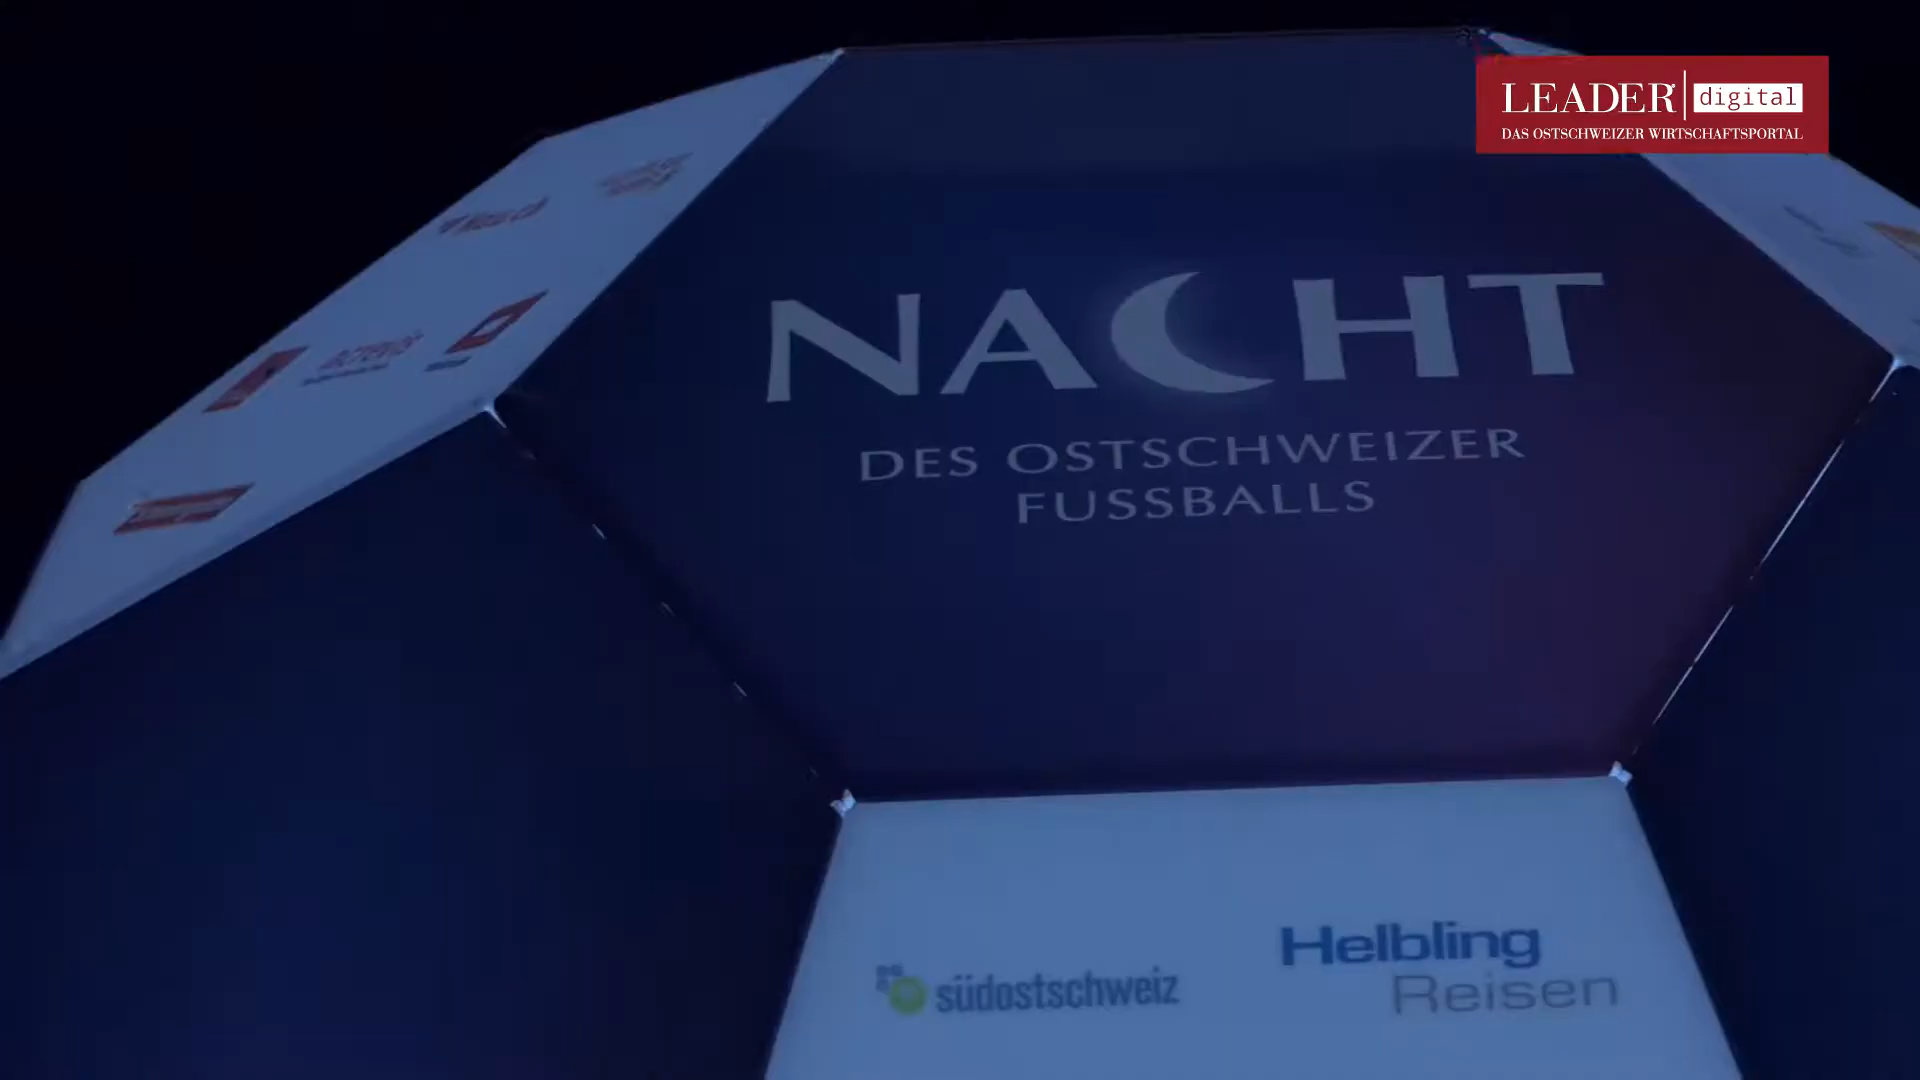 LEADER digital
DAS OSTSCHWEIZER WIRTSCHAFTSPORTAL
NACHT
DES OSTSCHWEIZER
FUSSBALLS
südostschweiz
Helbling
Reisen